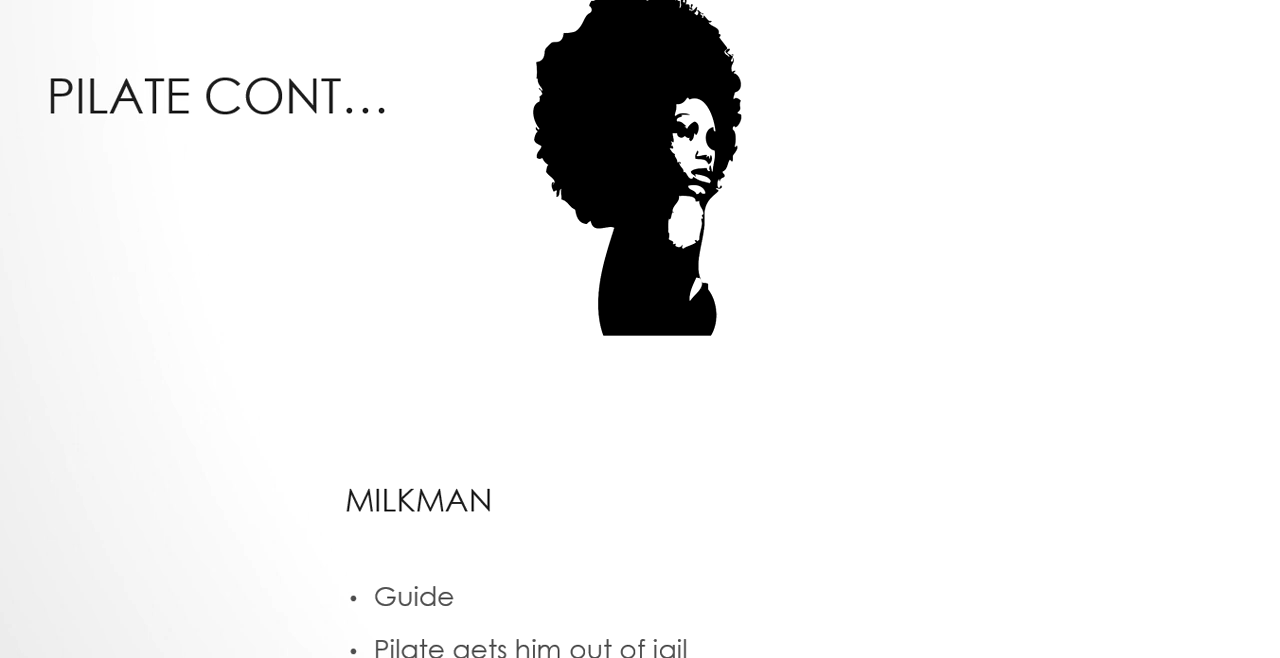 PILATE CONT…
MILKMAN
• Guide
• Pilate gets him out of jail